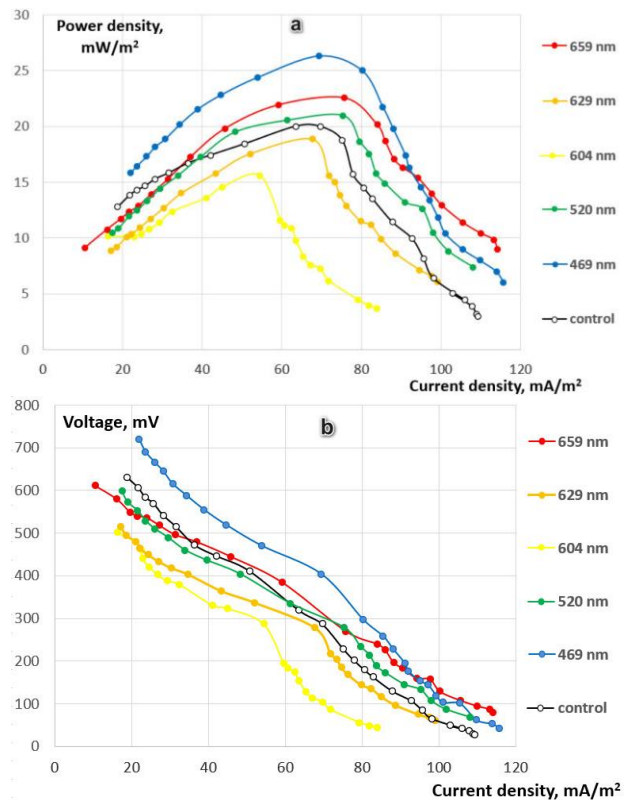 30
Power density,
mW/m²
a
25
20
15
10
5
0
0
20
40
60
80
100
120
Current density, mA/m²
659 nm
629 nm
604 nm
520 nm
469 nm
control
800
Voltage, mV
b
700
600
500
400
300
200
100
0
0
20
40
60
80
100
120
Current density, mA/m²
659 nm
629 nm
604 nm
520 nm
469 nm
control